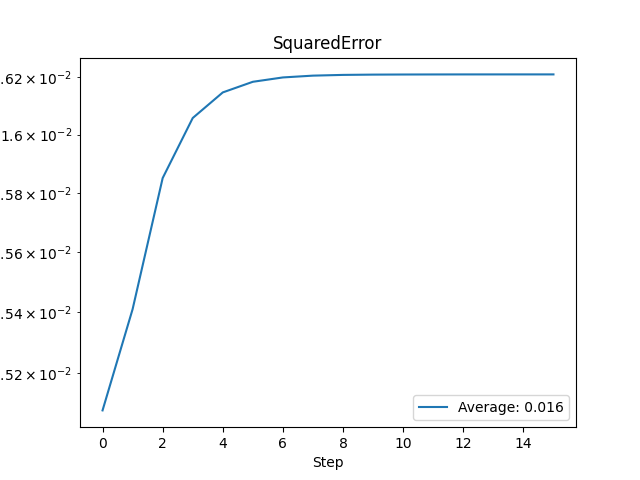 SquaredError
.62 × 10⁻²
1.6 × 10⁻²
.58 × 10⁻²
.56 × 10⁻²
.54 × 10⁻²
.52 × 10⁻²
Average: 0.016
0 2 4 6 8 10 12 14
Step